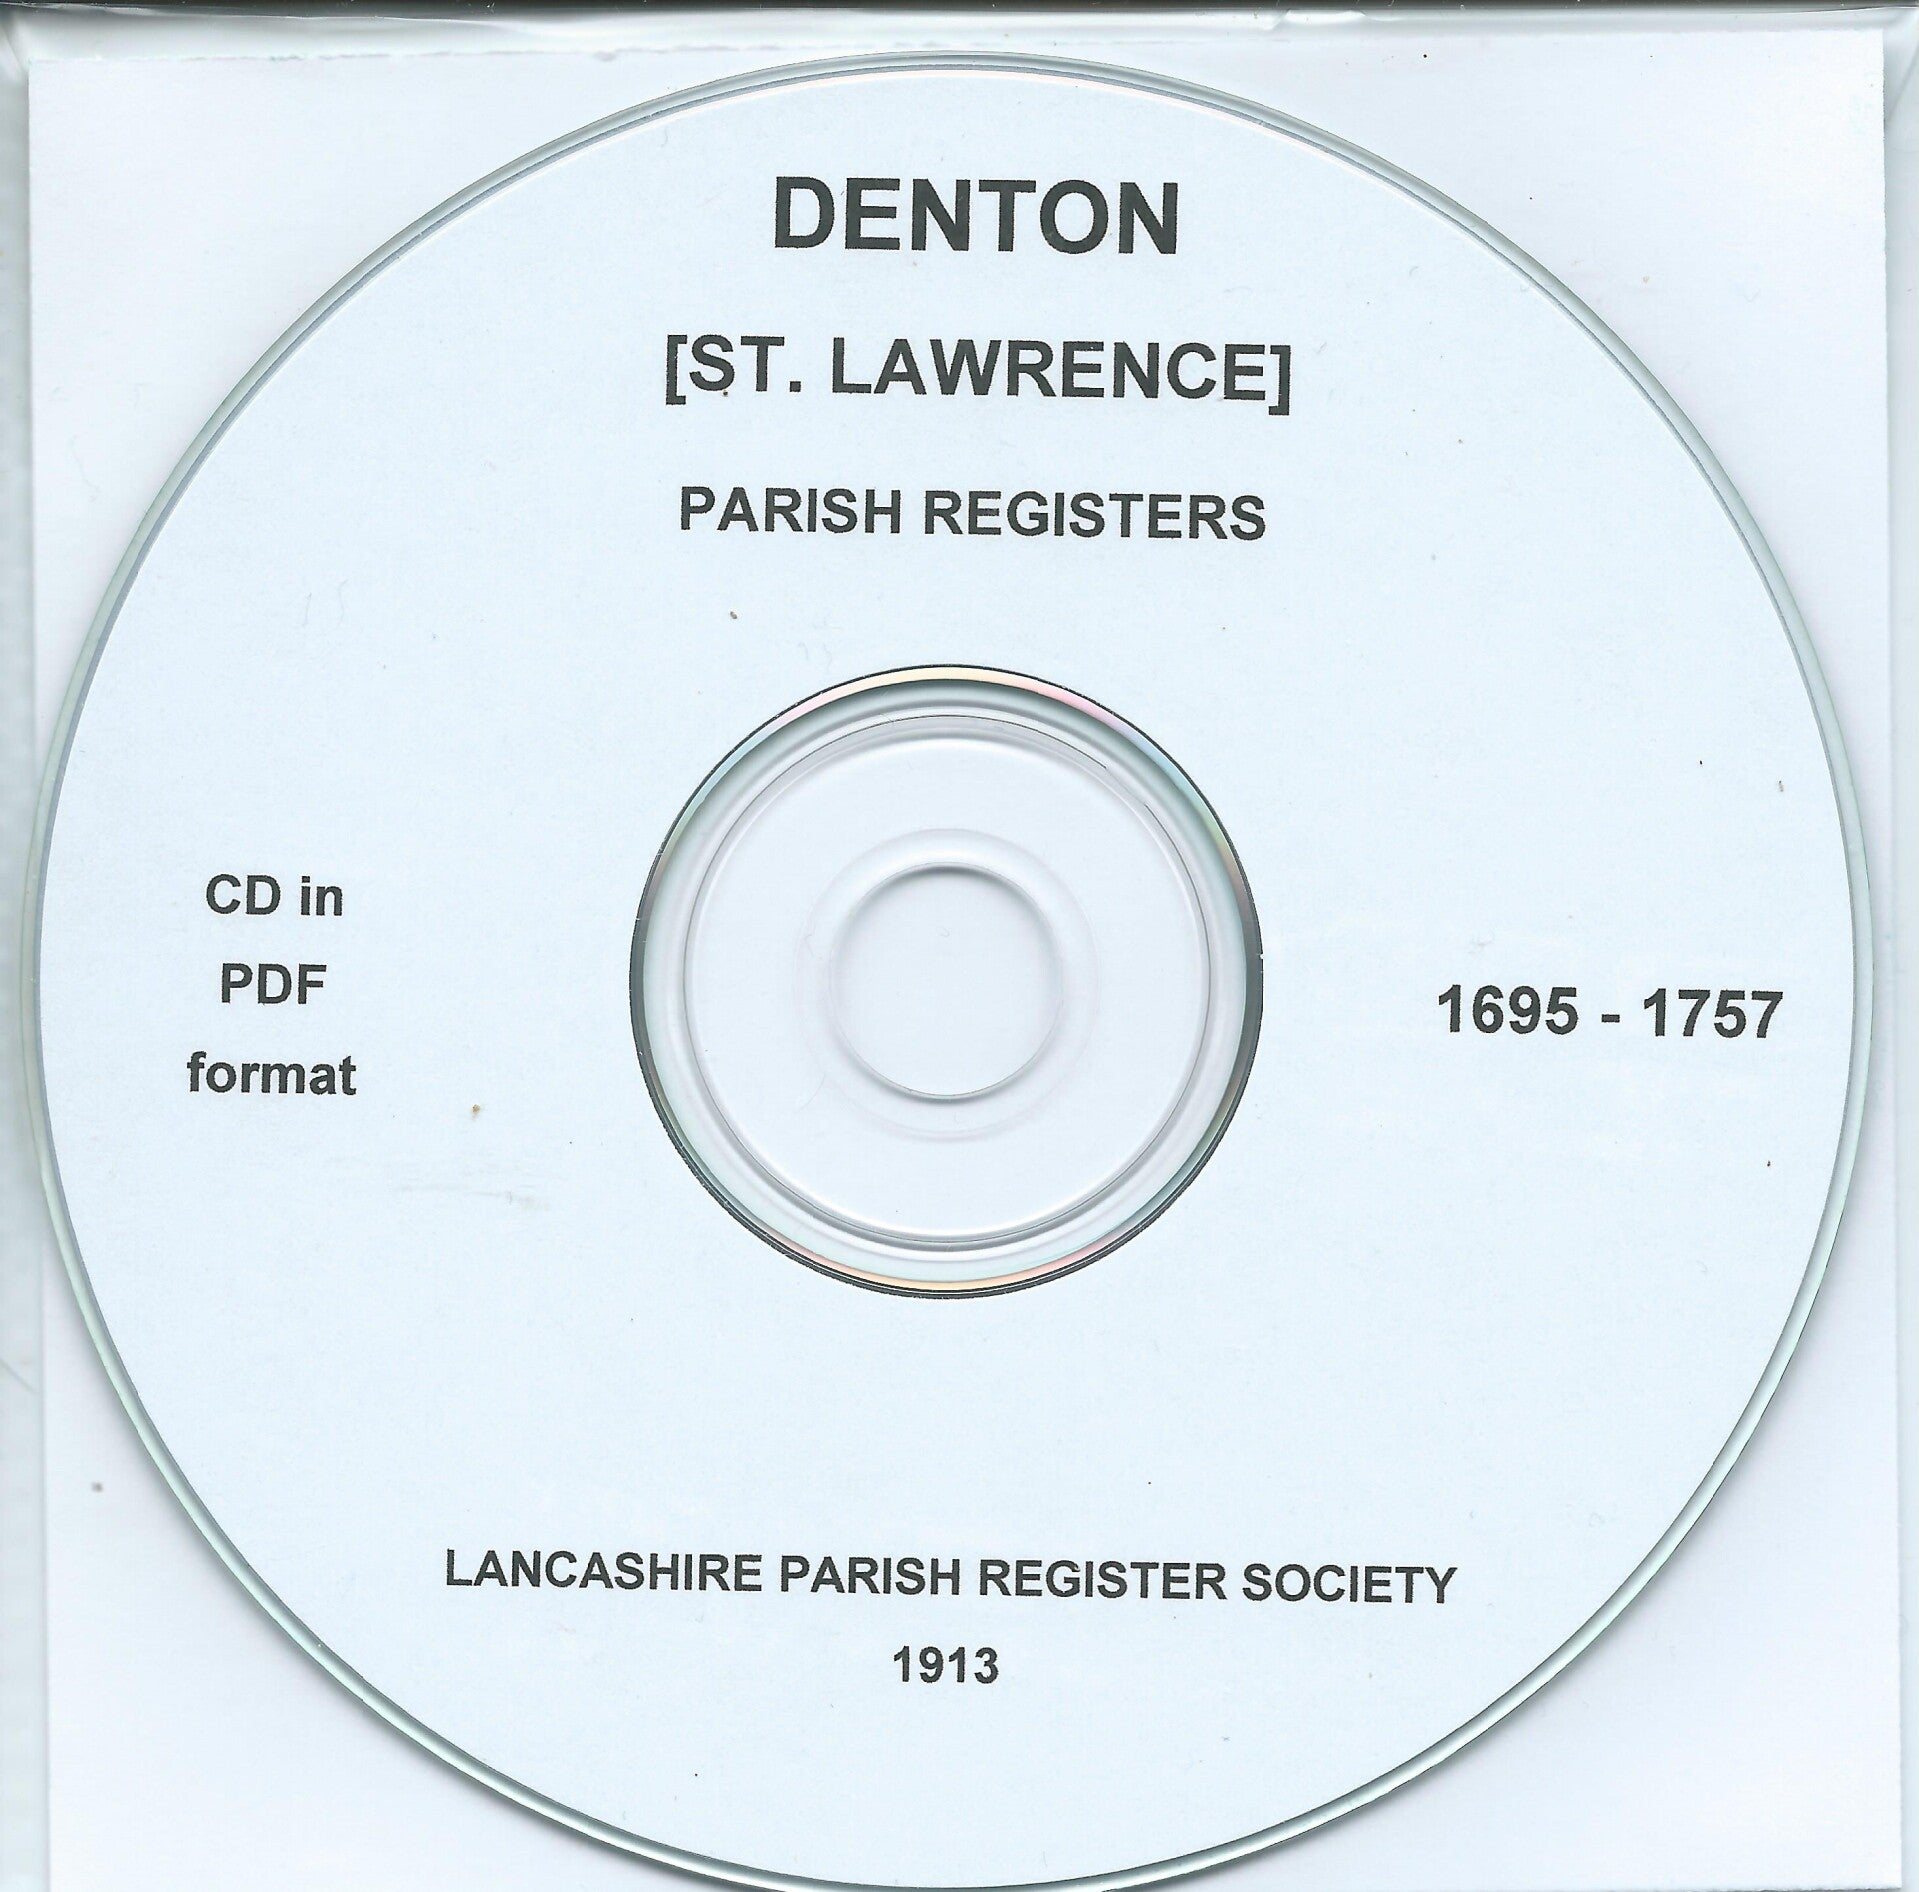 DENTON
[ST. LAWRENCE]
PARISH REGISTERS
CD in
PDF
format
1695 - 1757
LANCASHIRE PARISH REGISTER SOCIETY
1913